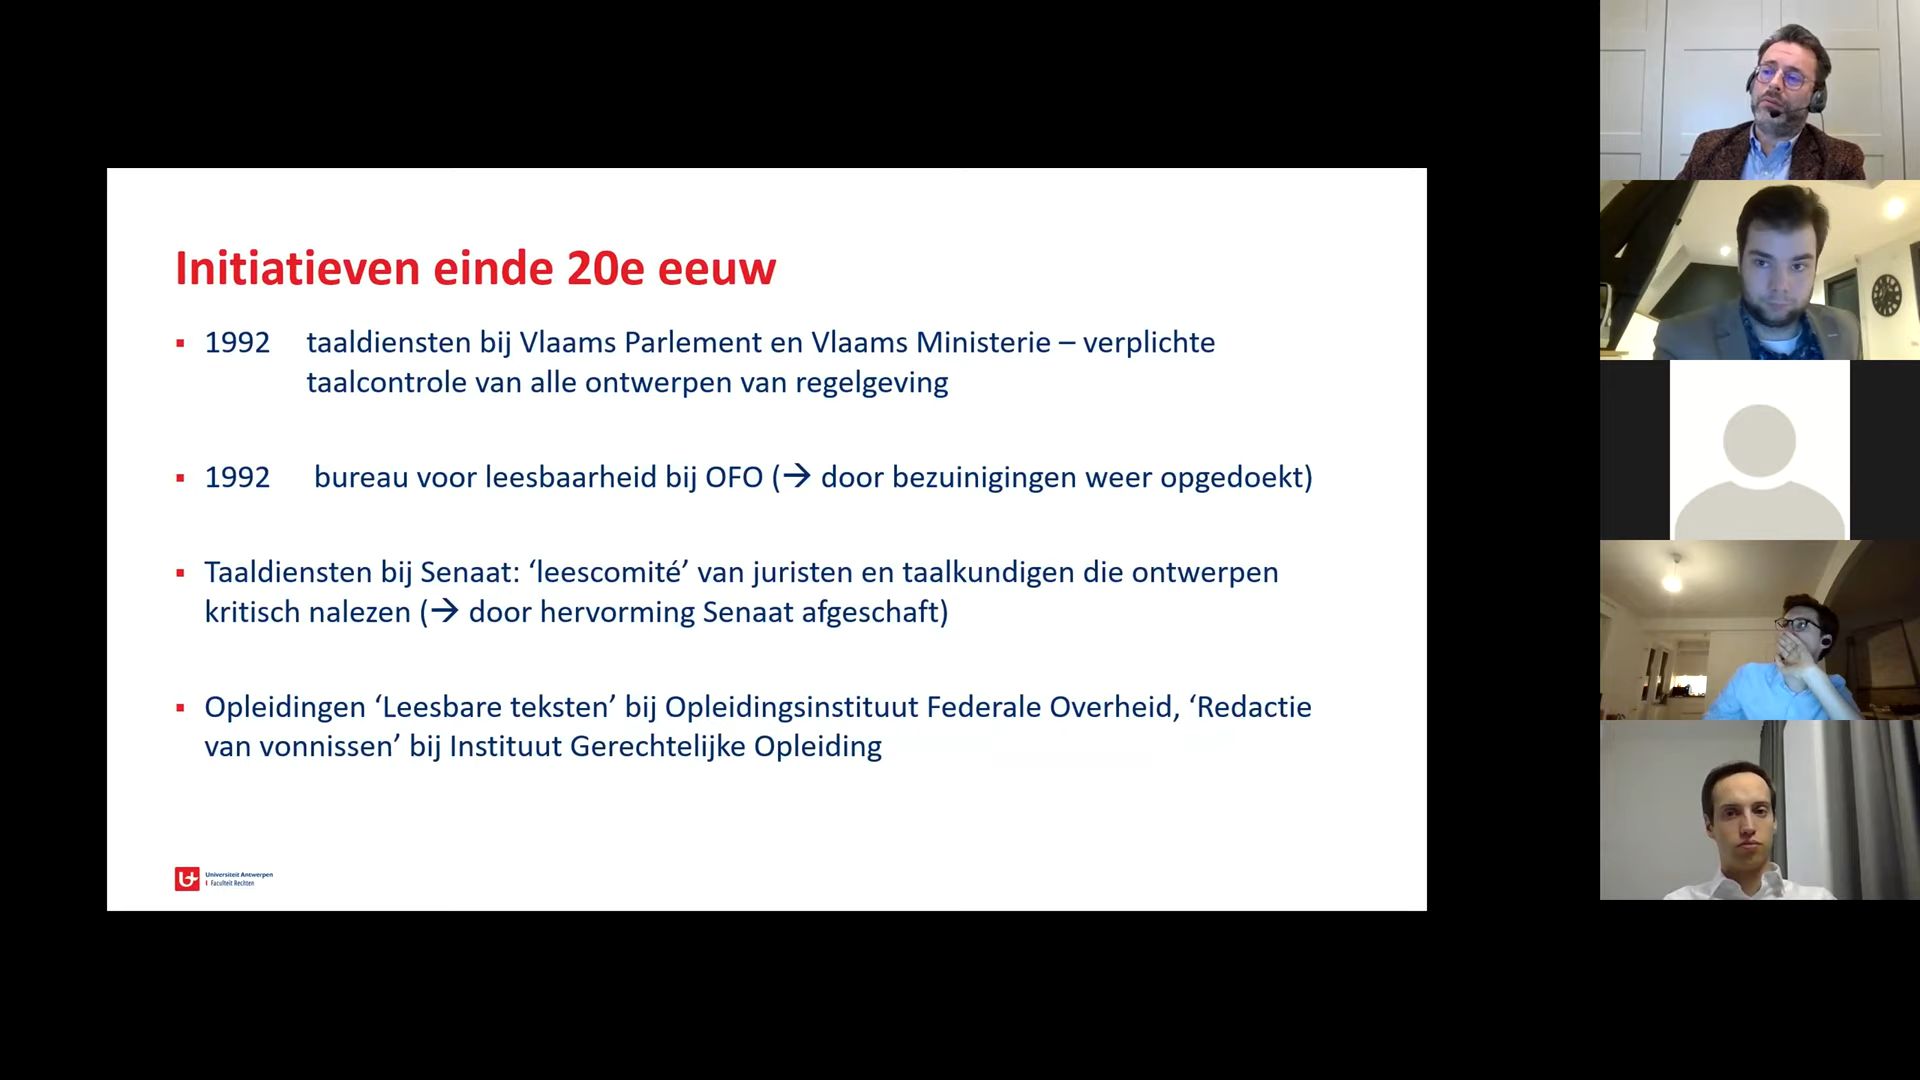 Initiatieven einde 20e eeuw
▪ 1992 taaldiensten bij Vlaams Parlement en Vlaams Ministerie – verplichte
taalcontrole van alle ontwerpen van regelgeving
▪ 1992 bureau voor leesbaarheid bij OFO (→ door bezuinigingen weer opgedoekt)
▪ Taaldiensten bij Senaat: ‘leescomité’ van juristen en taalkundigen die ontwerpen
kritisch nalezen (→ door hervorming Senaat afgeschaft)
▪ Opleidingen ‘Leesbare teksten’ bij Opleidingsinstituut Federale Overheid, ‘Redactie
van vonnissen’ bij Instituut Gerechtelijke Opleiding
Universiteit Antwerpen
| Faculteit Rechten